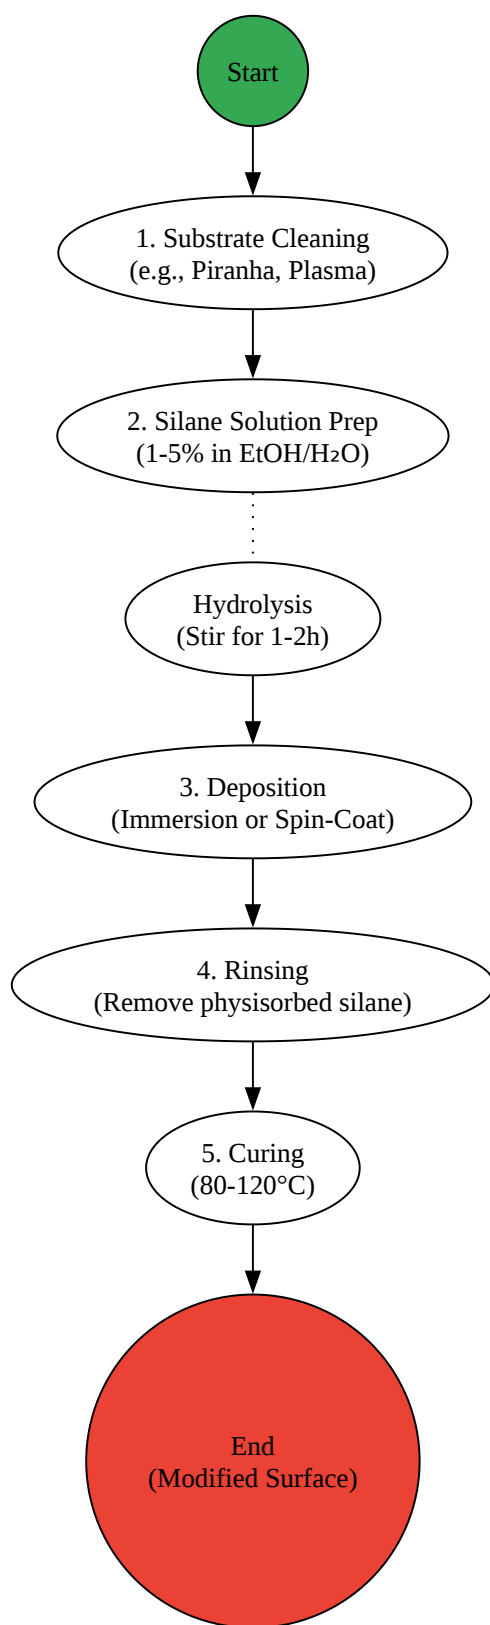 Start
1. Substrate Cleaning
(e.g., Piranha, Plasma)
2. Silane Solution Prep
(1-5% in EtOH/H₂O)
Hydrolysis
(Stir for 1-2h)
3. Deposition
(Immersion or Spin-Coat)
4. Rinsing
(Remove physisorbed silane)
5. Curing
(80-120°C)
End
(Modified Surface)